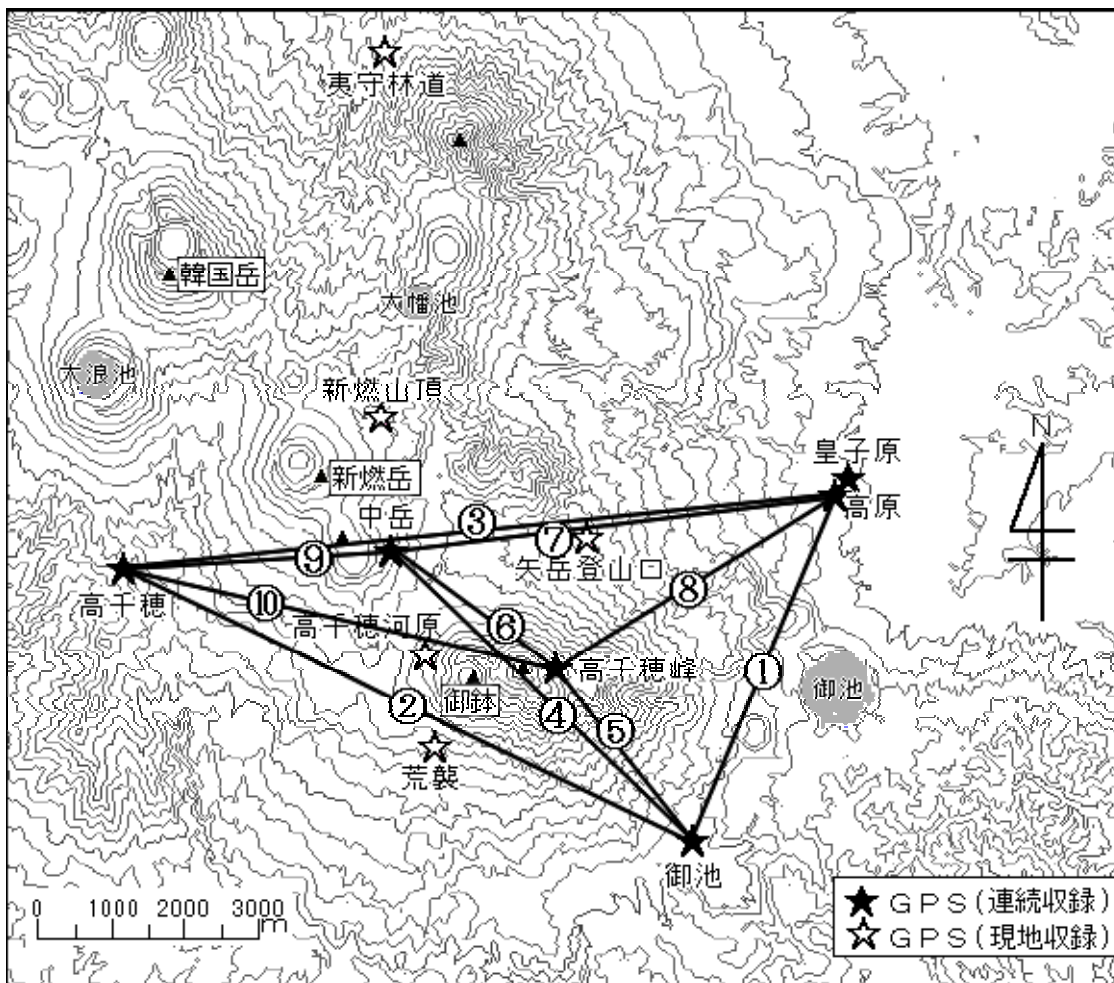 夷守林道
韓国岳
大幡池
大浪池
新燃山頂
新燃岳
皇子原
高原
中岳
③
⑦
⑨
矢岳登山口
⑧
高千穂
⑩
高千穂河原
⑥
高千穂峰
①
御池
御鉢
②
④
⑤
荒襲
御池
N
0 1000 2000 3000
m
★GPS(連続収録)
☆GPS(現地収録)